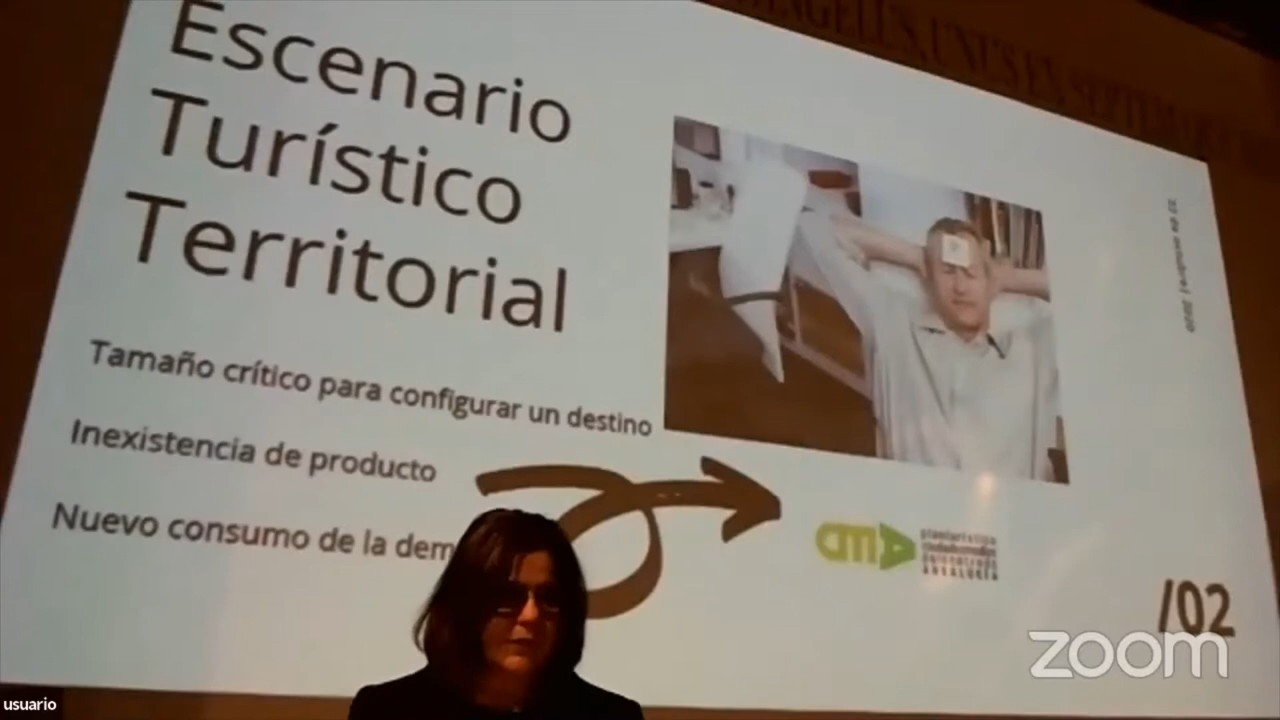 Escenario
Turístico
Territorial
Tamaño crítico para configurar un destino
Inexistencia de producto
Nuevo consumo de la dem
CMA
/02
zoom
usuario